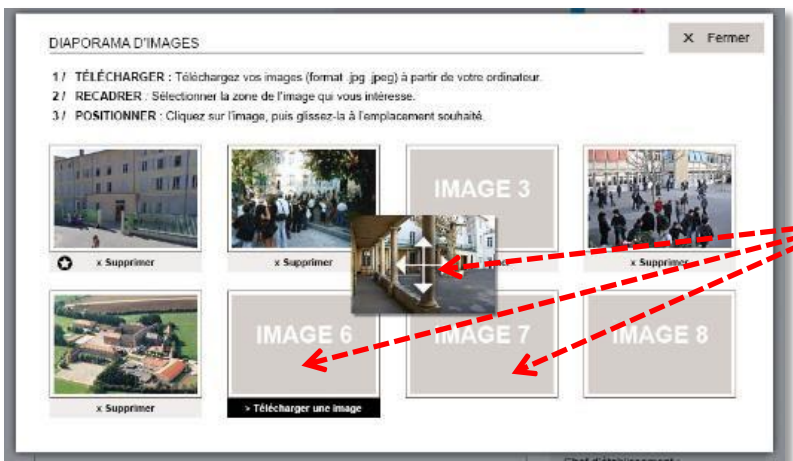 DIAPORAMA D'IMAGES
X Fermer
1 / TÉLÉCHARGER : Téléchargez vos images (format .jpg .jpeg) à partir de votre ordinateur.
2 / RECADRER : Sélectionner la zone de l'image qui vous intéresse.
3 / POSITIONNER : Cliquez sur l'image, puis glissez-la à l'emplacement souhaité.
IMAGE 3
x Supprimer
x Supprimer
x Supprimer
IMAGE 6
IMAGE 7
IMAGE 8
x Supprimer
> Télécharger une image